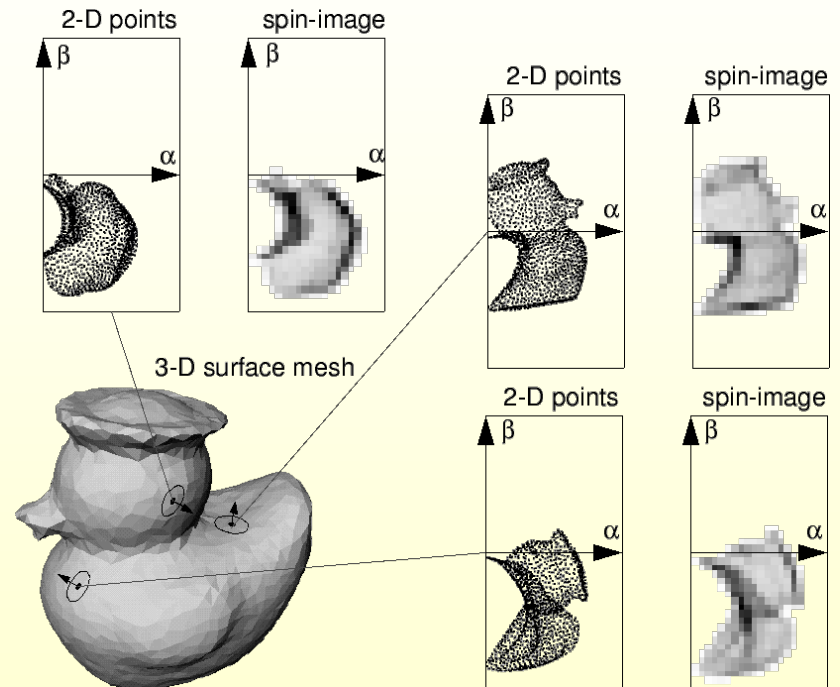 2-D points
spin-image
β
β
α
α
2-D points
spin-image
β
β
α
α
3-D surface mesh
2-D points
spin-image
β
β
α
α